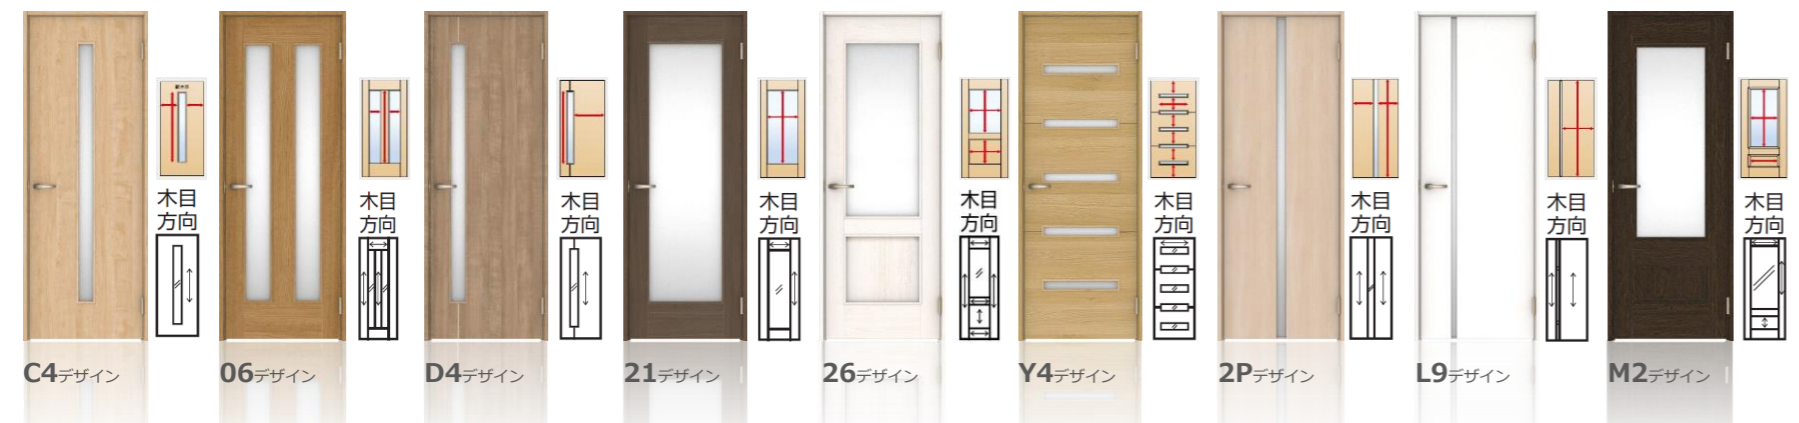 木目
方向
木目
方向
木目
方向
木目
方向
木目
方向
木目
方向
木目
方向
木目
方向
木目
方向
C4デザイン
06デザイン
D4デザイン
21デザイン
26デザイン
Y4デザイン
2Pデザイン
L9デザイン
M2デザイン